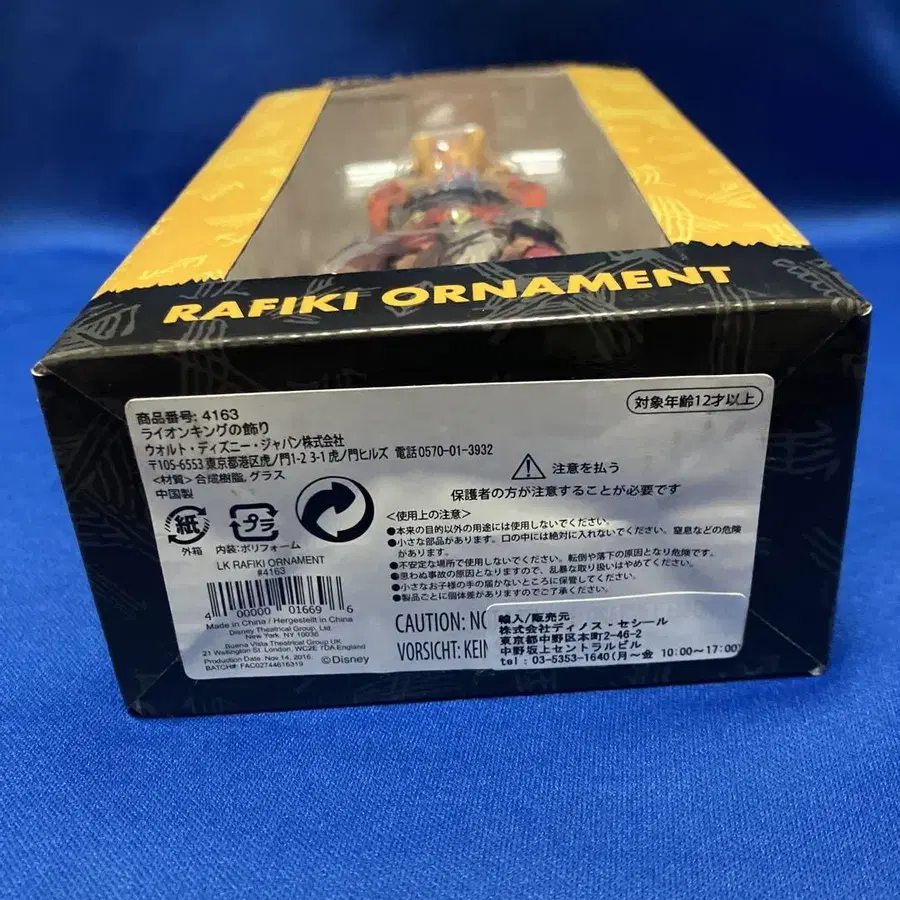 RAFIKI ORNAMENT
商品番号: 4163
ライオンキングの飾り
ウォルト・ディズニー・ジャパン株式会社
〒105-6553 東京都港区虎ノ門1-2 3-1 虎ノ門ヒルズ 電話0570-01-3932
<材質> 合成樹脂, グラス
中国製
対象年齢12才以上
注意を払う
保護者の方が注意することが必要です
<使用上の注意>
●本来の目的以外の用途には使用しないでください。
●小さな部品があります。口の中には絶対に入れないでください。窒息などの危険
があります。
●不安定な場所で使用しないでください。転倒や落下の原因となり危険です。
●思わぬ事故の原因となりますので、乱暴な取り扱いはやめてください。
●小さなお子様の手の届かないところに保管してください。
●製品ごとに個体差がありますのでご了承ください。
紙
外箱
プラ
内装:ポリフォーム
LK RAFIKI ORNAMENT
#4163
4 00000 01669 6
Made in China / Hergestellt in China
Disney Theatrical Group, Ltd.
New York, NY 10036
Buena Vista Theatrical Group UK
21 Wallington St. London, WC2E 7DA England
Production Date: Nov.14, 2016
BATCH#: FAC02744616319
©Disney
CAUTION: NO
VORSICHT: KEIN
輸入/販売元
株式会社ディノス・セシール
東京都中野区本町2-46-2
中野坂上セントラルビル
tel : 03-5353-1640(月～金 10:00～17:00)